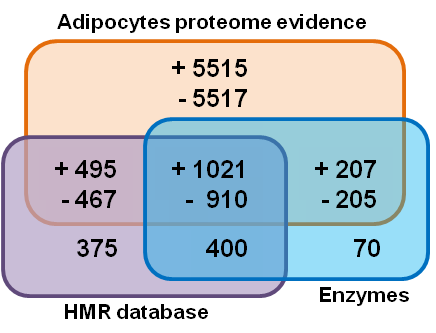 Adipocytes proteome evidence
+ 5515
- 5517
+ 495 + 1021 + 207
- 467 - 910 - 205
375 400 70
Enzymes
HMR database